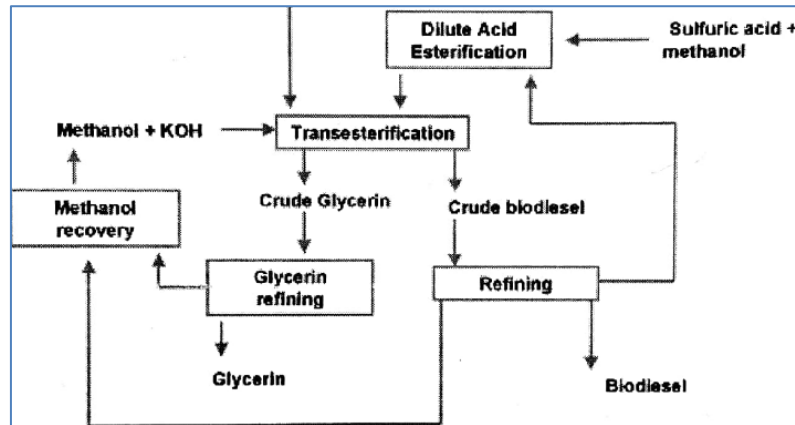 Dilute Acid
Esterification
Sulfuric acid +
methanol
Methanol + KOH
Transesterification
Crude Glycerin
Crude biodiesel
Methanol
recovery
Glycerin
refining
Refining
Glycerin
Biodiesel